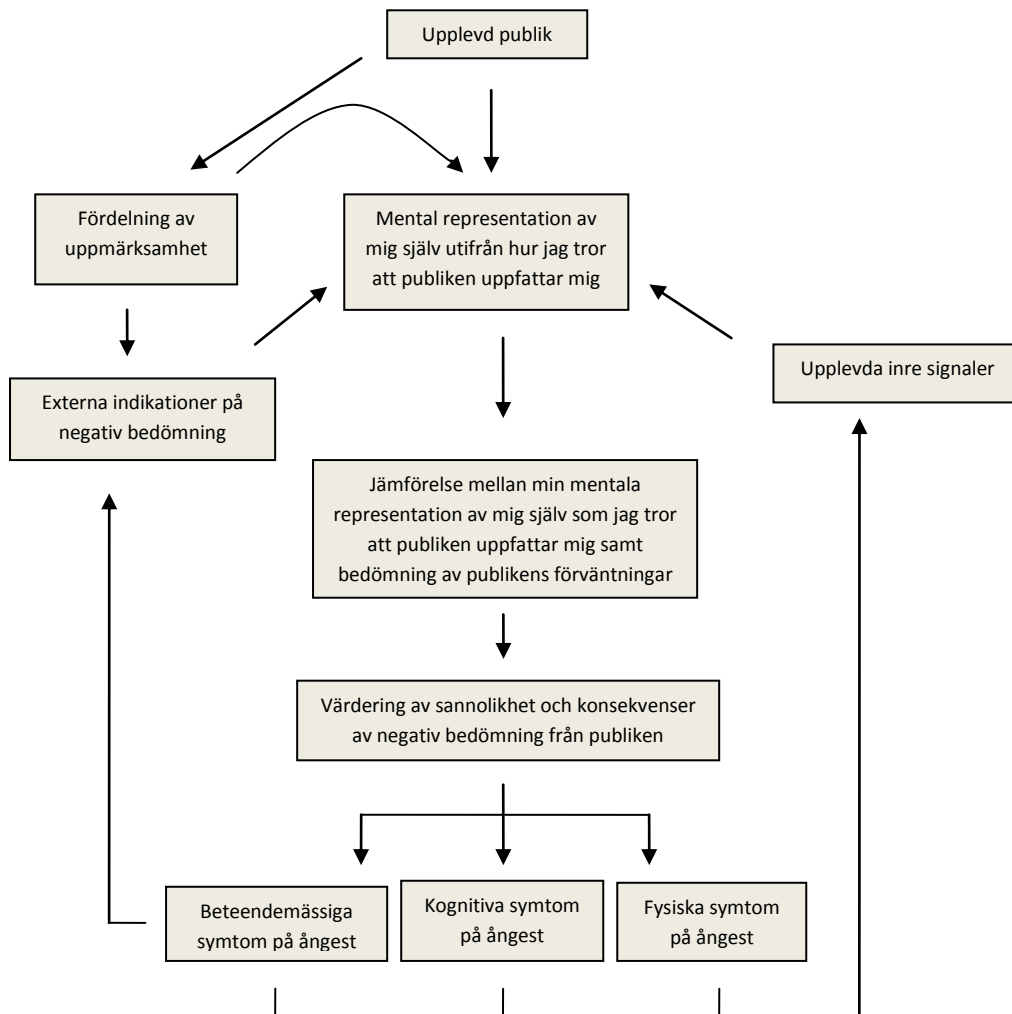 Upplevd publik
Fördelning av
uppmärksamhet
Mental representation av
mig själv utifrån hur jag tror
att publiken uppfattar mig
Upplevda inre signaler
Externa indikationer på
negativ bedömning
Jämförelse mellan min mentala
representation av mig själv som jag tror
att publiken uppfattar mig samt
bedömning av publikens förväntningar
Värdering av sannolikhet och konsekvenser
av negativ bedömning från publiken
Beteendemässiga
symtom på ångest
Kognitiva symtom
på ångest
Fysiska symtom
på ångest